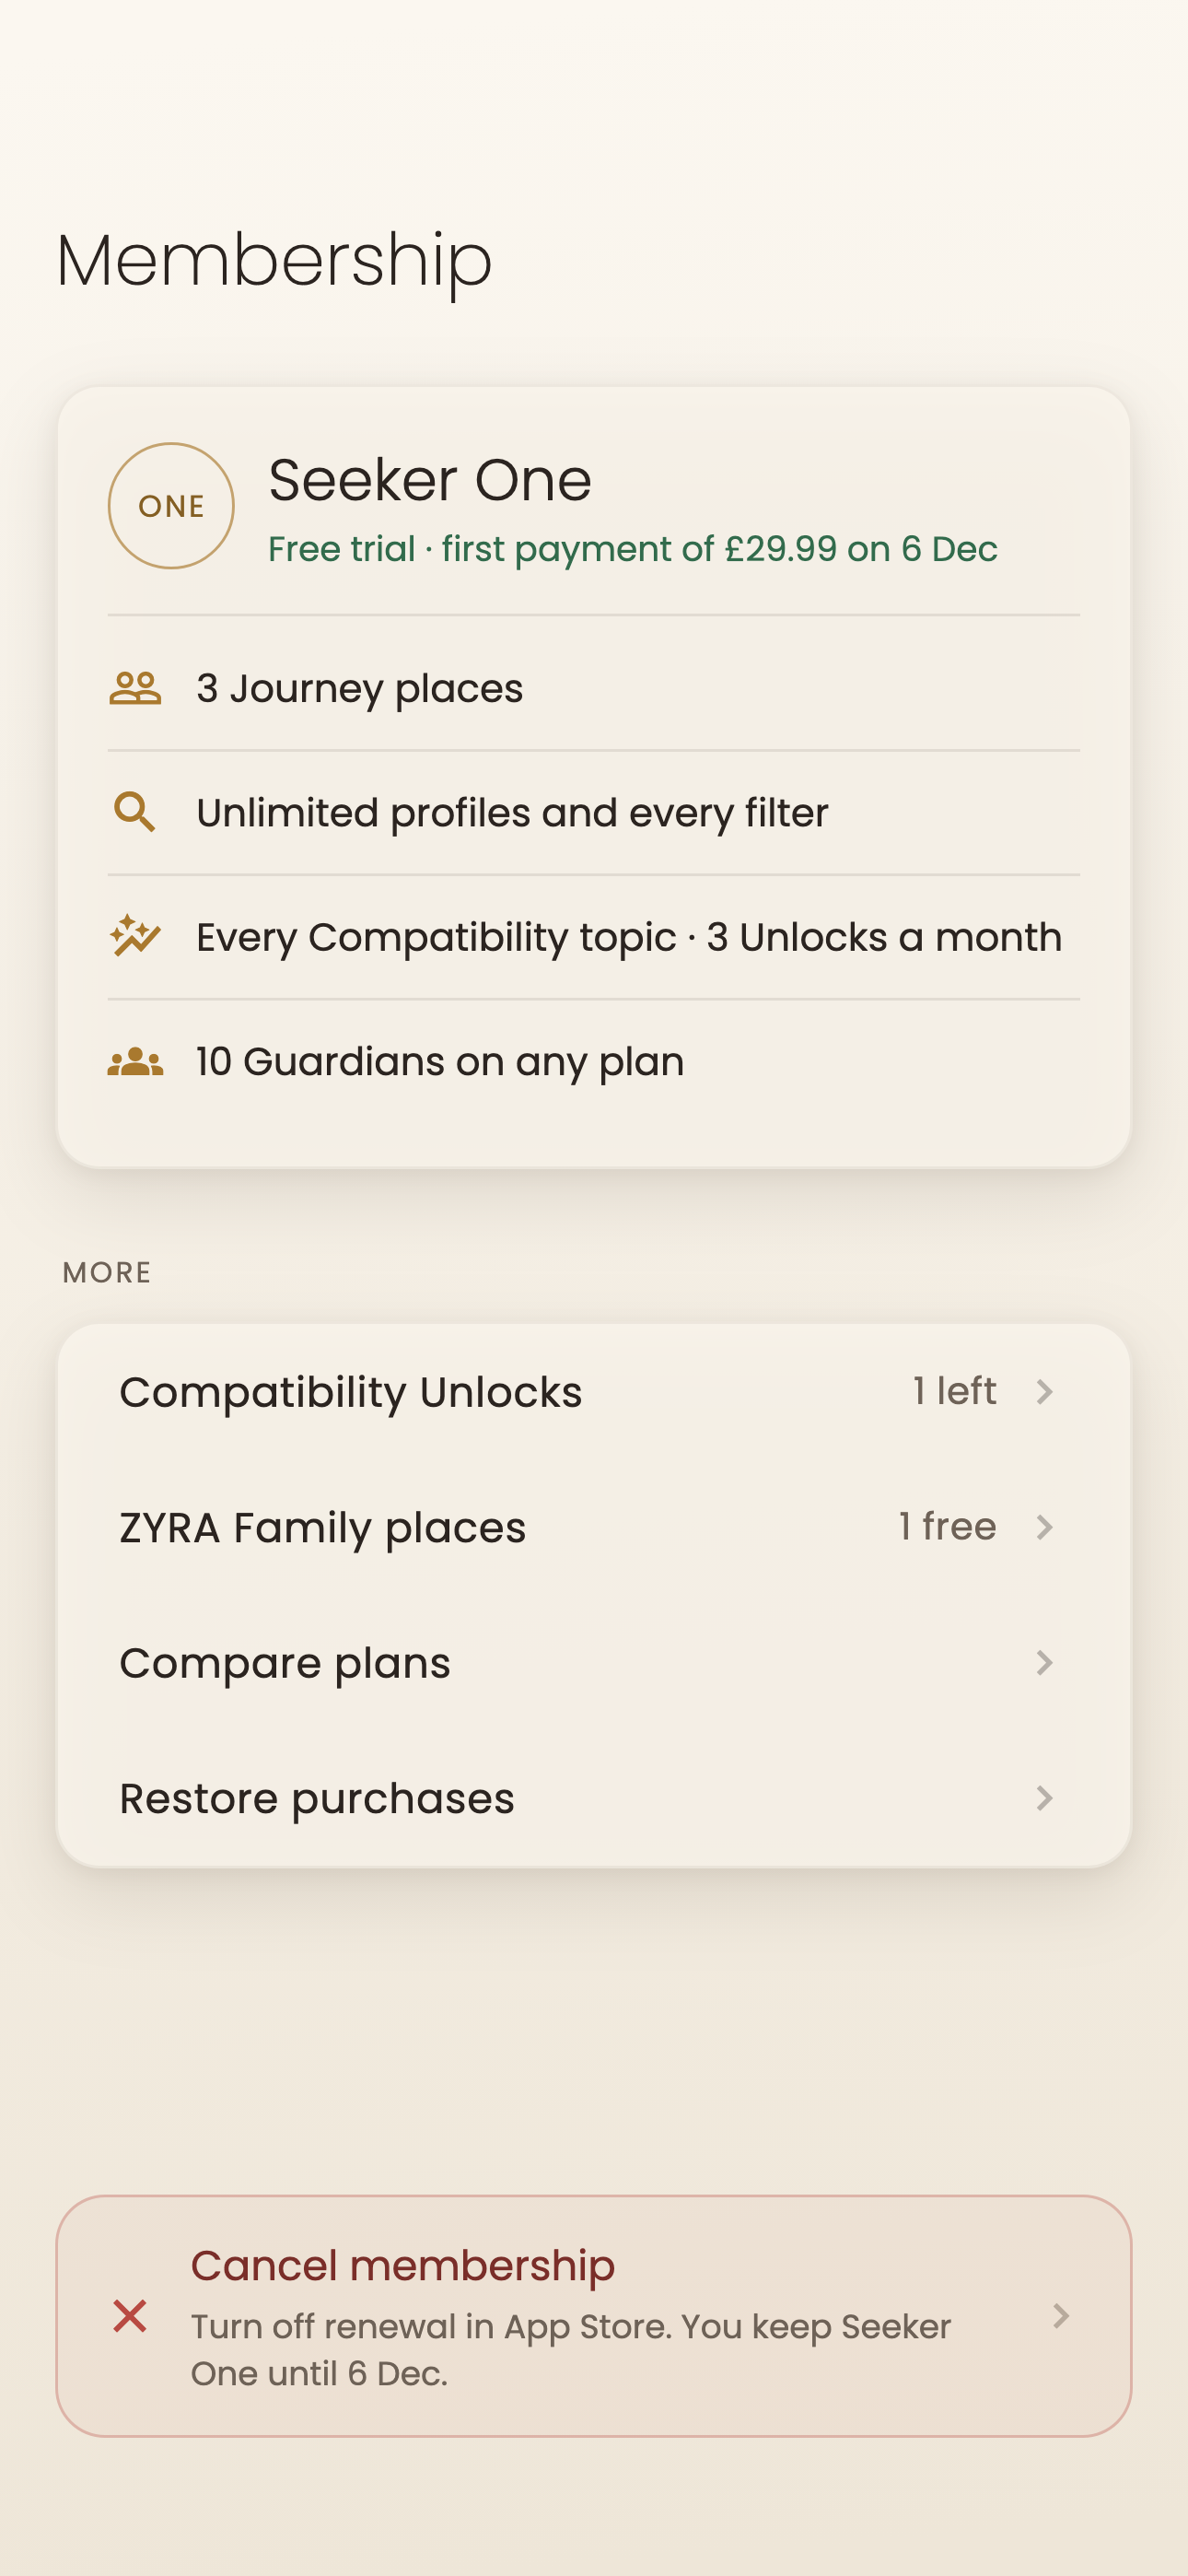 Membership
ONE
Seeker One
Free trial · first payment of £29.99 on 6 Dec
3 Journey places
Unlimited profiles and every filter
Every Compatibility topic · 3 Unlocks a month
10 Guardians on any plan
MORE
Compatibility Unlocks 1 left
ZYRA Family places 1 free
Compare plans
Restore purchases
Cancel membership
Turn off renewal in App Store. You keep Seeker
One until 6 Dec.